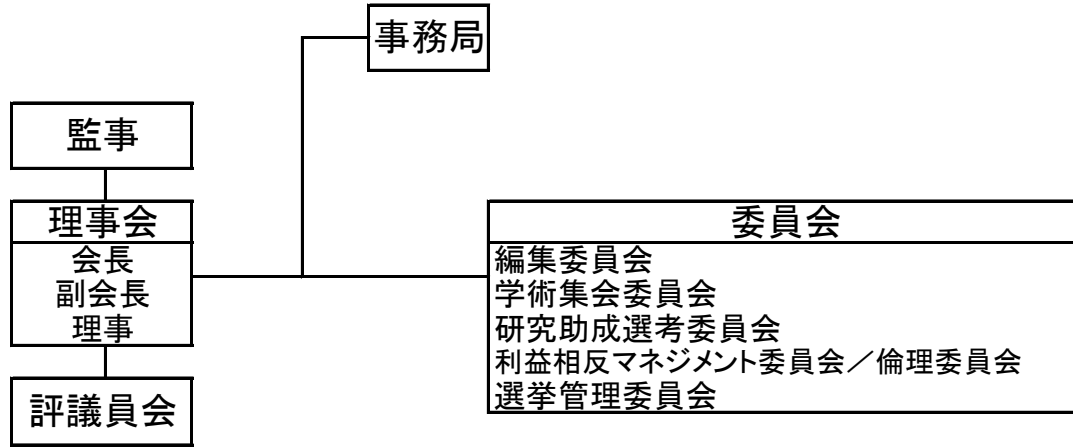 事務局
監事
理事会
会長
副会長
理事
評議員会
委員会
編集委員会
学術集会委員会
研究助成選考委員会
利益相反マネジメント委員会／倫理委員会
選挙管理委員会